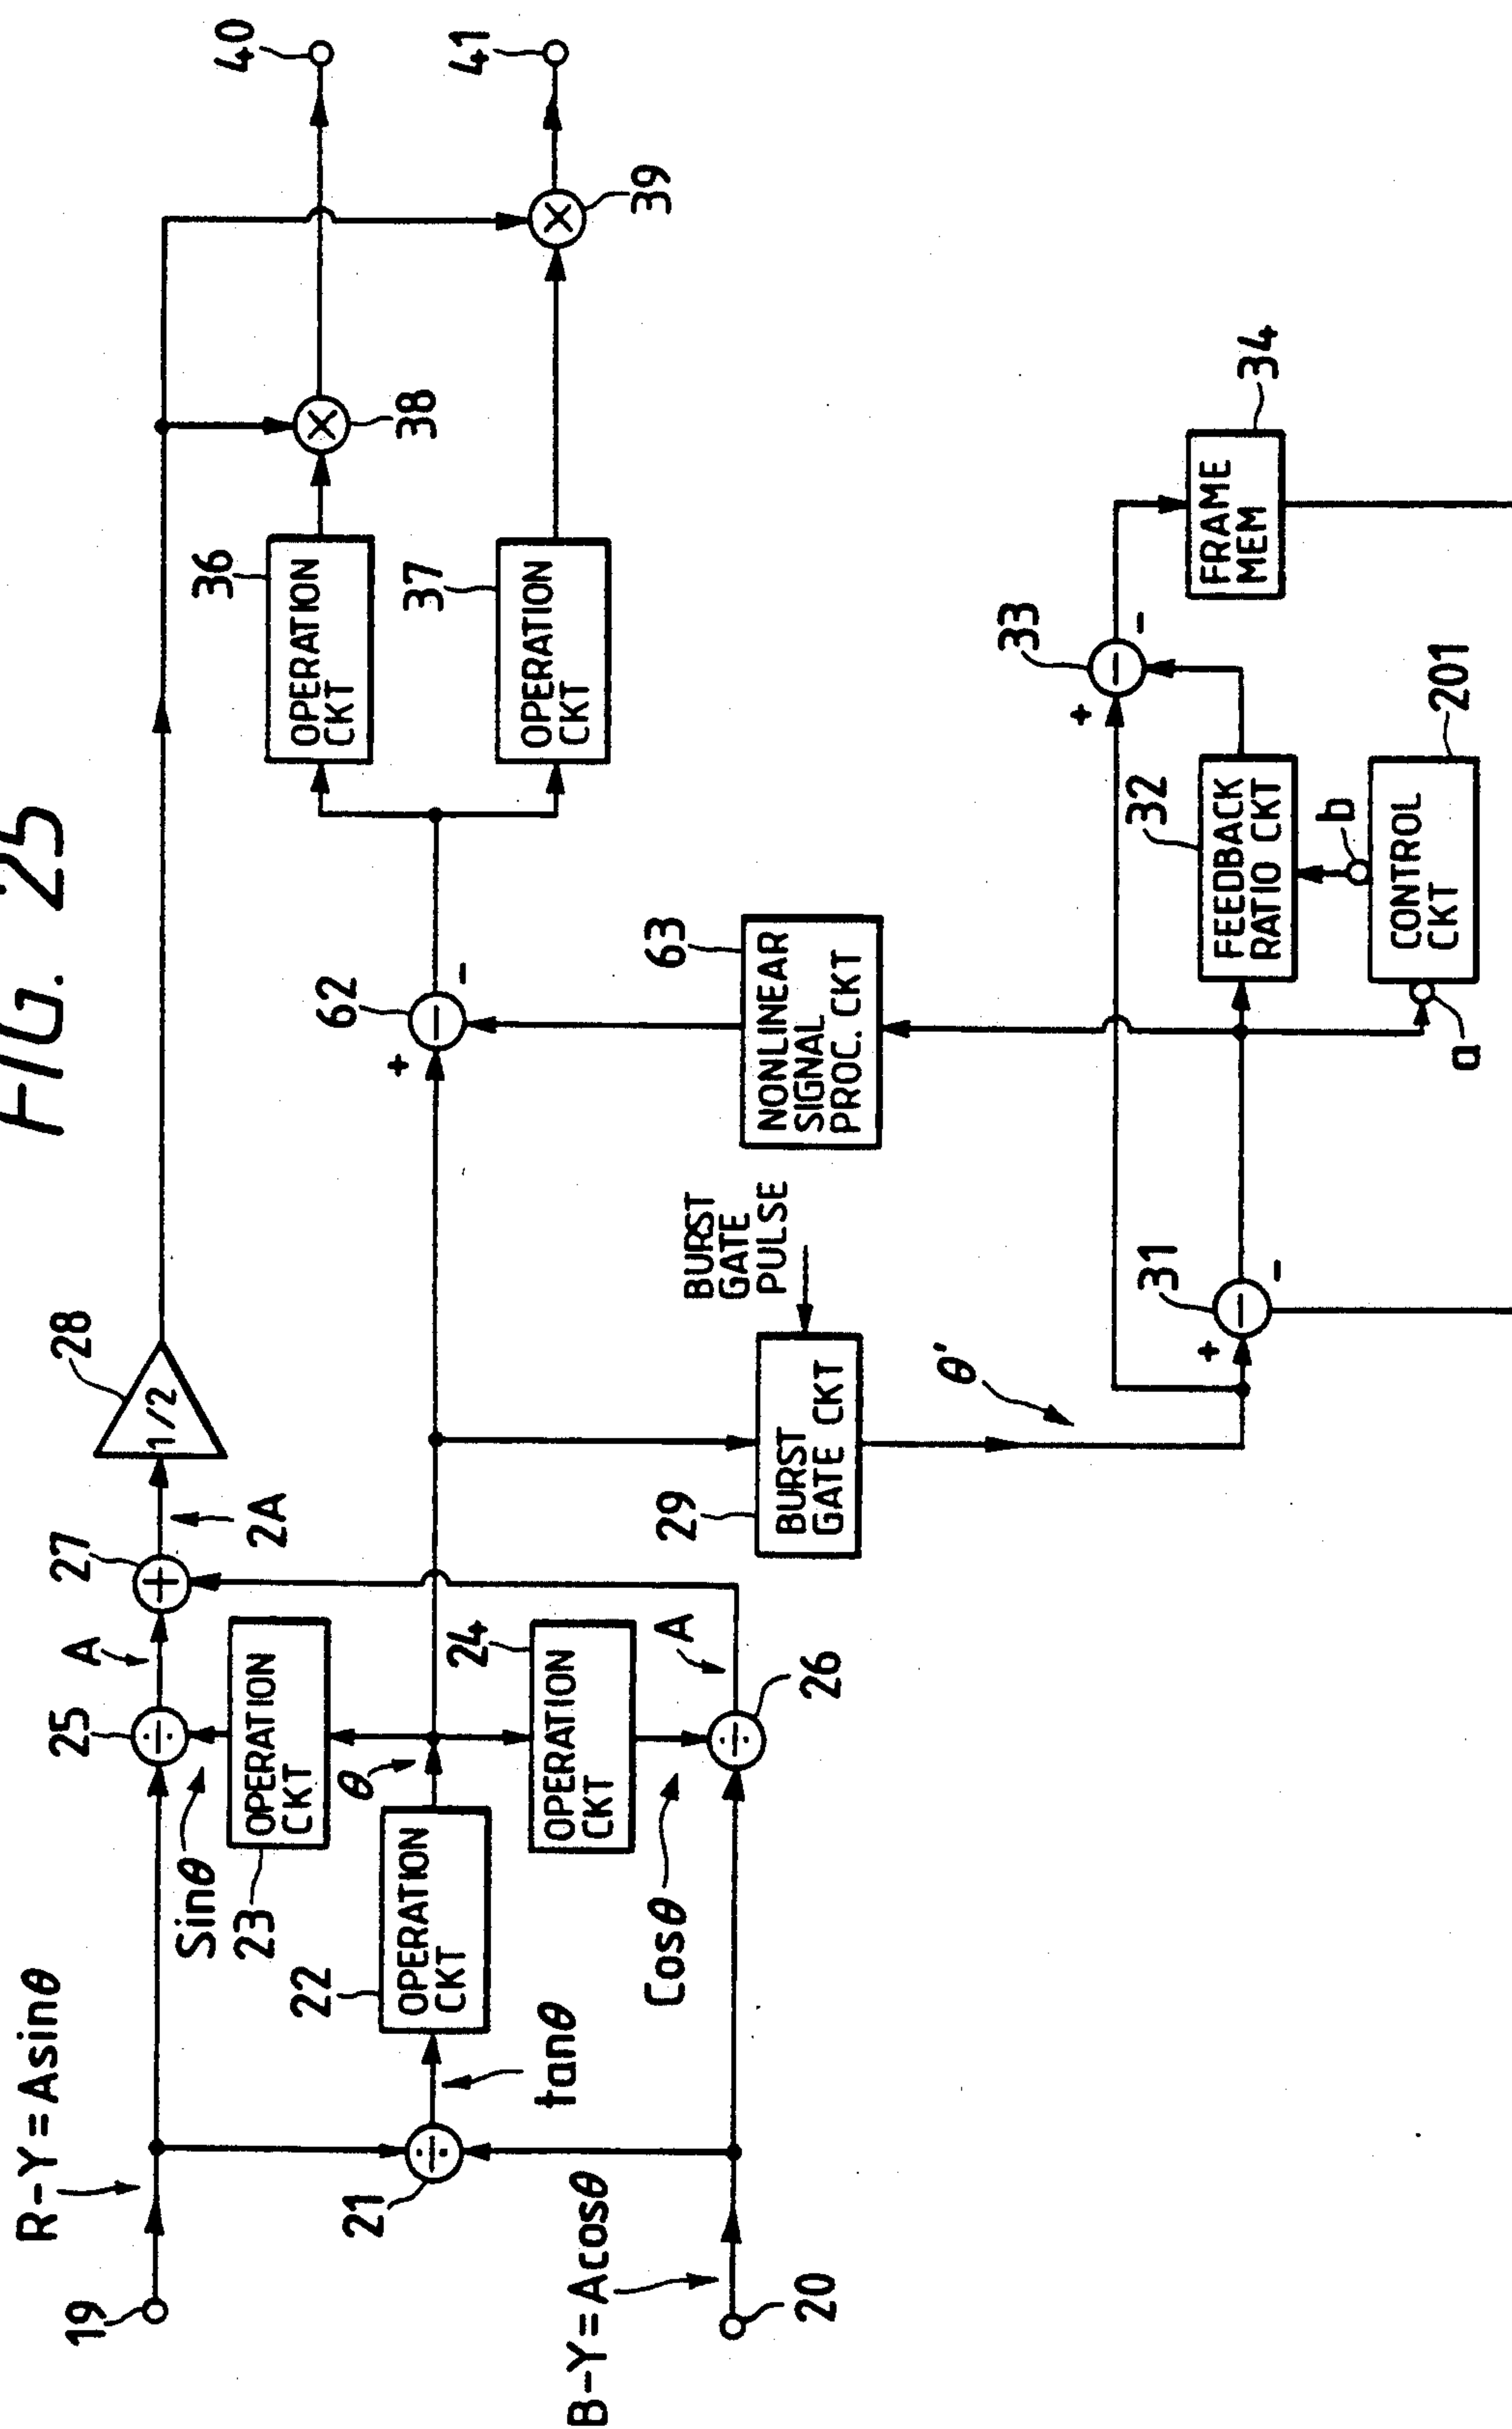 FIG. 25
R-Y=Asinθ
19
Sinθ
23
OPERATION
CKT
25
A
27
2A
28
1/2
21
tanθ
22
OPERATION
CKT
θ
24
OPERATION
CKT
A
26
Cosθ
B-Y=Acosθ
20
29
BURST
GATE CKT
BURST
GATE
PULSE
θ'
62
+
-
63
NONLINEAR
SIGNAL
PROC. CKT
36
OPERATION
CKT
37
OPERATION
CKT
38
39
40
41
31
+
-
32
FEEDBACK
RATIO CKT
33
+
-
34
FRAME
MEM
a
b
CONTROL
CKT
201